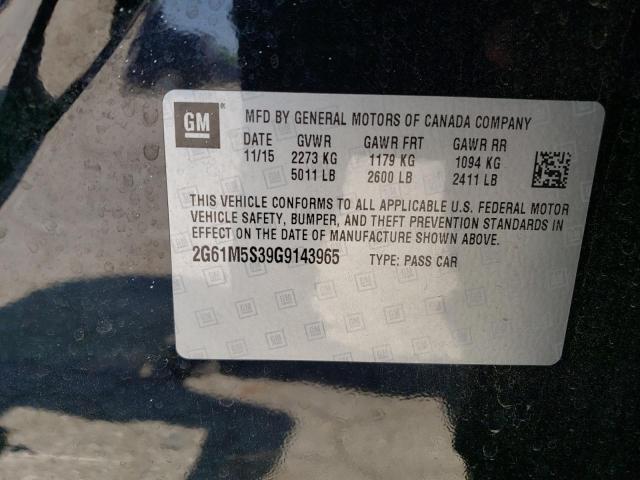 GM ® MFD BY GENERAL MOTORS OF CANADA COMPANY
DATE GVWR GAWR FRT GAWR RR
11/15 2273 KG 1179 KG 1094 KG
5011 LB 2600 LB 2411 LB
THIS VEHICLE CONFORMS TO ALL APPLICABLE U.S. FEDERAL MOTOR
VEHICLE SAFETY, BUMPER, AND THEFT PREVENTION STANDARDS IN
EFFECT ON THE DATE OF MANUFACTURE SHOWN ABOVE.
2G61M5S39G9143965 TYPE: PASS CAR